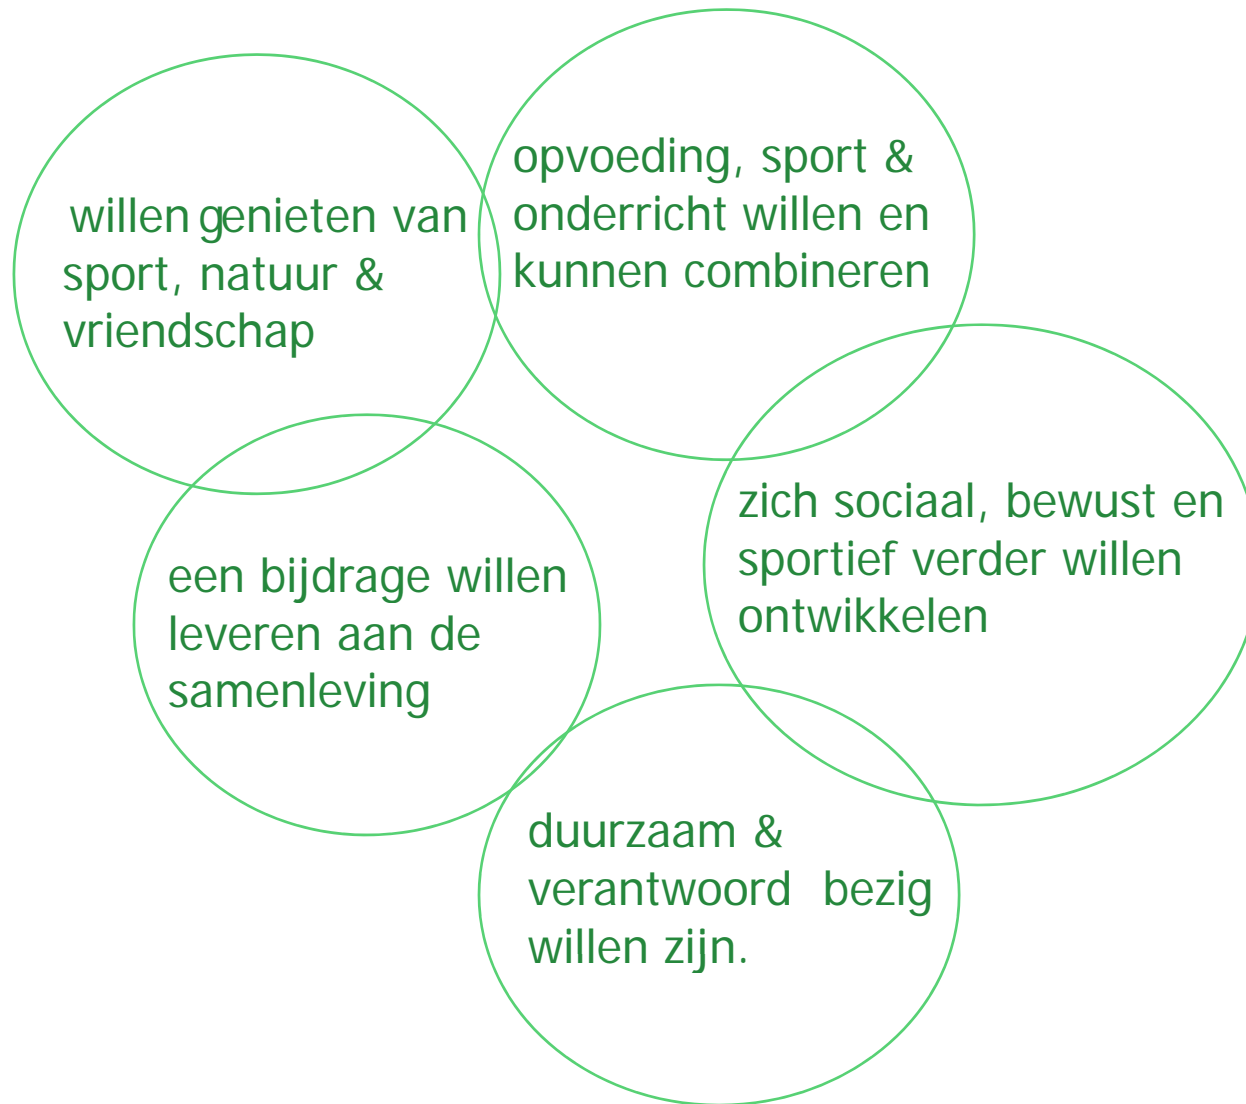 willen genieten van
sport, natuur &
vriendschap
opvoeding, sport &
onderricht willen en
kunnen combineren
zich sociaal, bewust en
sportief verder willen
ontwikkelen
een bijdrage willen
leveren aan de
samenleving
duurzaam &
verantwoord bezig
willen zijn.